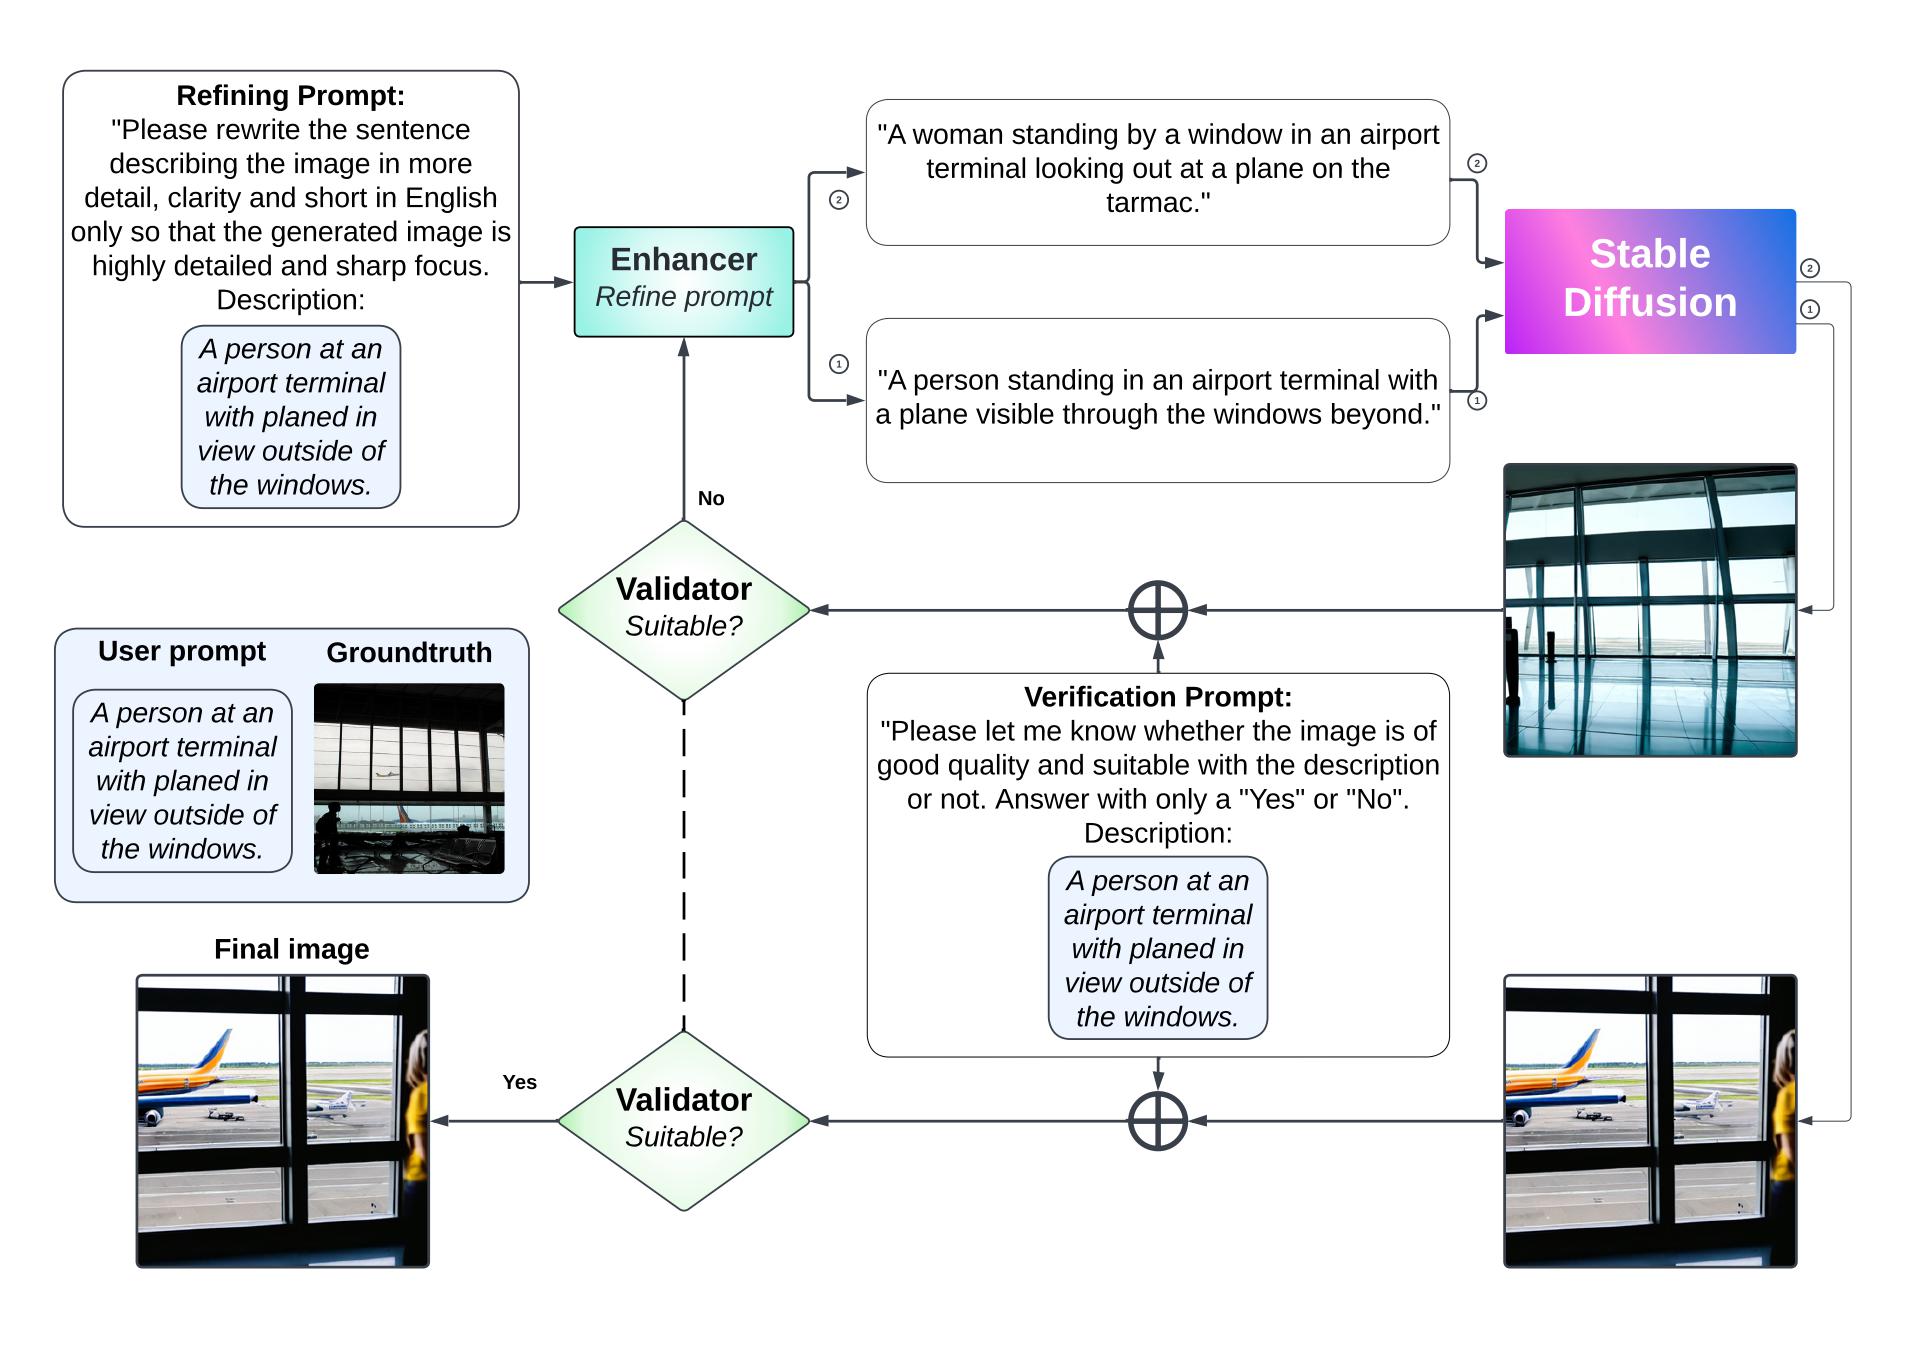 Refining Prompt:
"Please rewrite the sentence
describing the image in more
detail, clarity and short in English
only so that the generated image is
highly detailed and sharp focus.
Description:
A person at an
airport terminal
with planed in
view outside of
the windows.
Enhancer
Refine prompt
2
"A woman standing by a window in an airport
terminal looking out at a plane on the
tarmac."
2
1
"A person standing in an airport terminal with
a plane visible through the windows beyond."
1
Stable
Diffusion
2
1
No
Validator
Suitable?
User prompt
A person at an
airport terminal
with planed in
view outside of
the windows.
Groundtruth
Verification Prompt:
"Please let me know whether the image is of
good quality and suitable with the description
or not. Answer with only a "Yes" or "No".
Description:
A person at an
airport terminal
with planed in
view outside of
the windows.
Final image
Yes
Validator
Suitable?